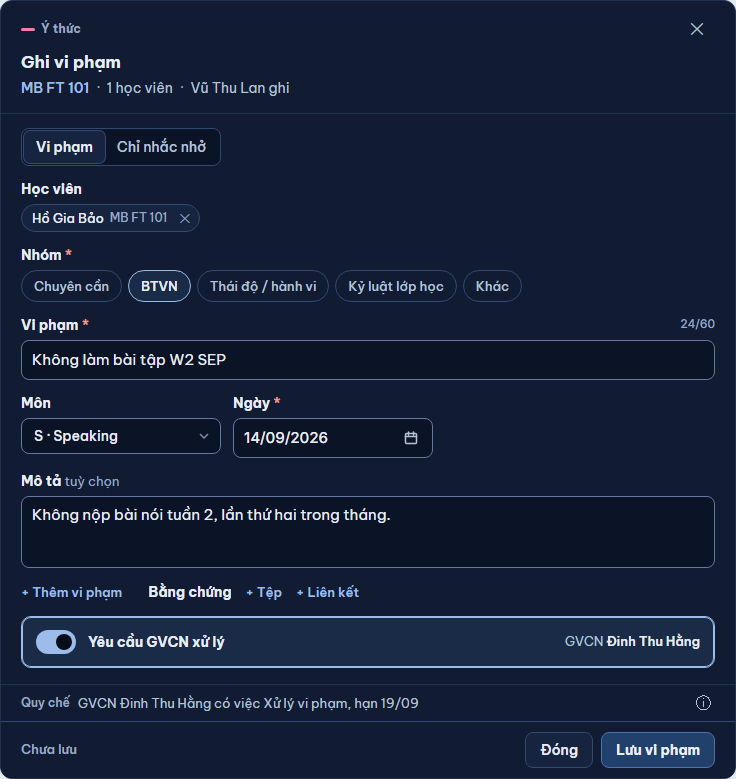 Ý thức
Ghi vi phạm
MB FT 101 · 1 học viên · Vũ Thu Lan ghi
Vi phạm Chỉ nhắc nhở
Học viên
Hồ Gia Bảo MB FT 101
Nhóm *
Chuyên cần BTVN Thái độ / hành vi Kỷ luật lớp học Khác
Vi phạm * 24/60
Không làm bài tập W2 SEP
Môn Ngày *
S · Speaking 14/09/2026
Mô tả tuỳ chọn
Không nộp bài nói tuần 2, lần thứ hai trong tháng.
+ Thêm vi phạm Bằng chứng + Tệp + Liên kết
Yêu cầu GVCN xử lý GVCN Đinh Thu Hằng
Quy chế GVCN Đinh Thu Hằng có việc Xử lý vi phạm, hạn 19/09
Chưa lưu Đóng Lưu vi phạm